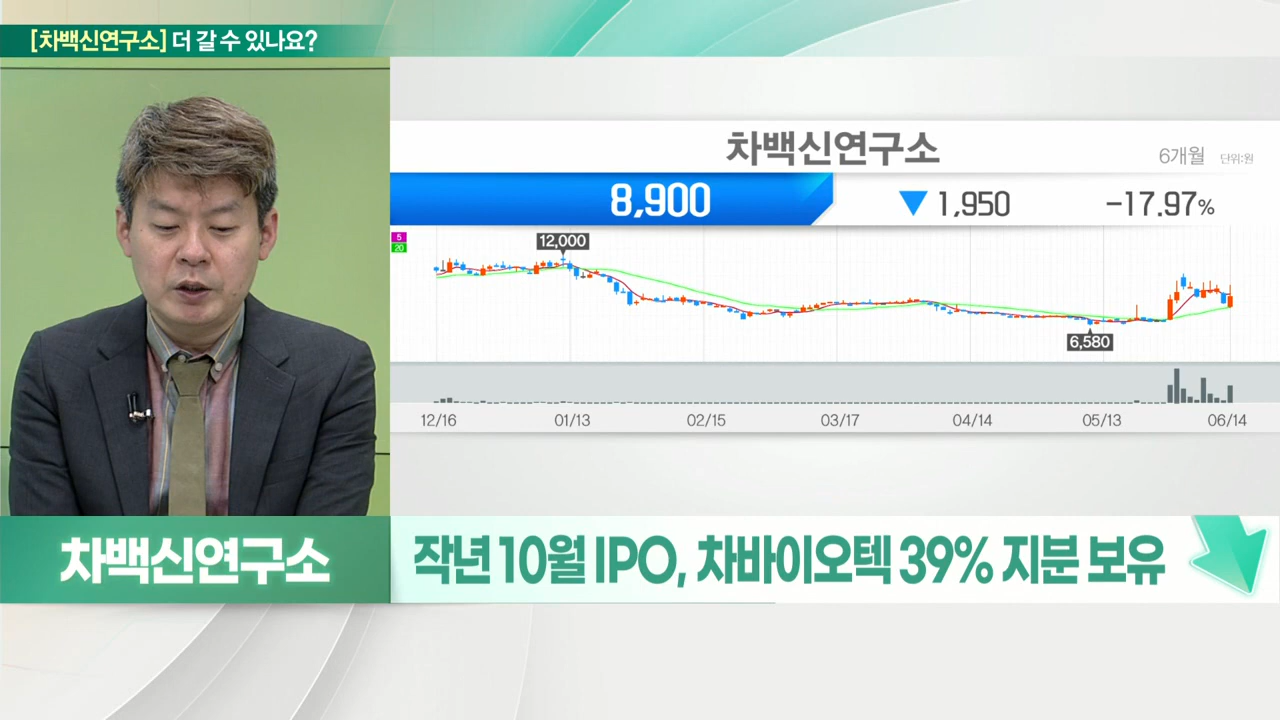 [차백신연구소] 더 갈 수 있나요?
차백신연구소
6개월 단위:원
8,900 ▼ 1,950 -17.97%
5
20
12,000
6,580
12/16 01/13 02/15 03/17 04/14 05/13 06/14
차백신연구소
작년 10월 IPO, 차바이오텍 39% 지분 보유